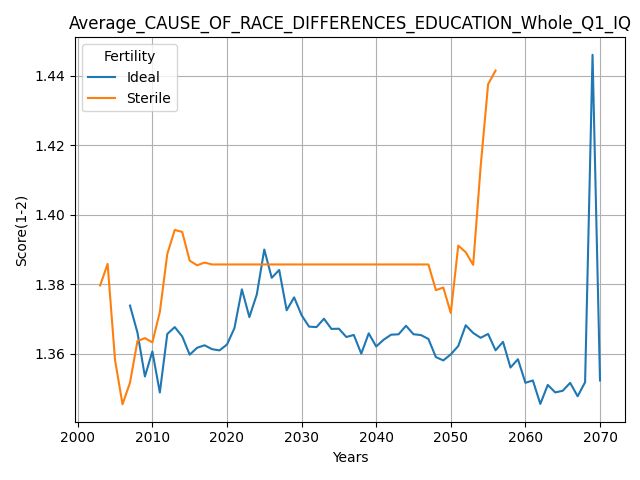 Average_CAUSE_OF_RACE_DIFFERENCES_EDUCATION_Whole_Q1_IQ
Fertility
Ideal
Sterile
1.44
1.42
1.40
1.38
1.36
Score(1-2)
2000 2010 2020 2030 2040 2050 2060 2070
Years